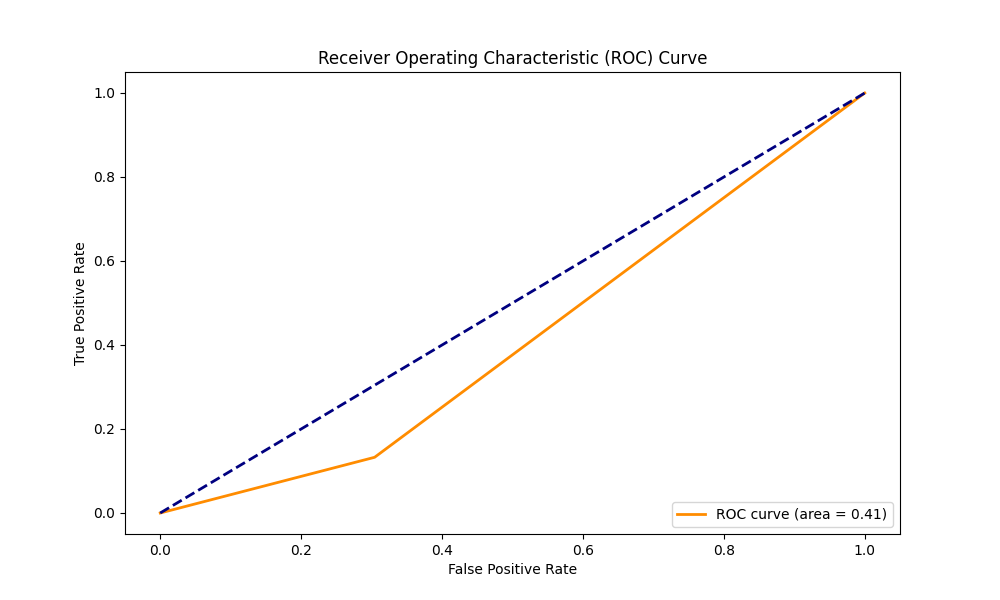 Receiver Operating Characteristic (ROC) Curve
True Positive Rate
1.0
0.8
0.6
0.4
0.2
0.0
ROC curve (area = 0.41)
0.0 0.2 0.4 0.6 0.8 1.0
False Positive Rate